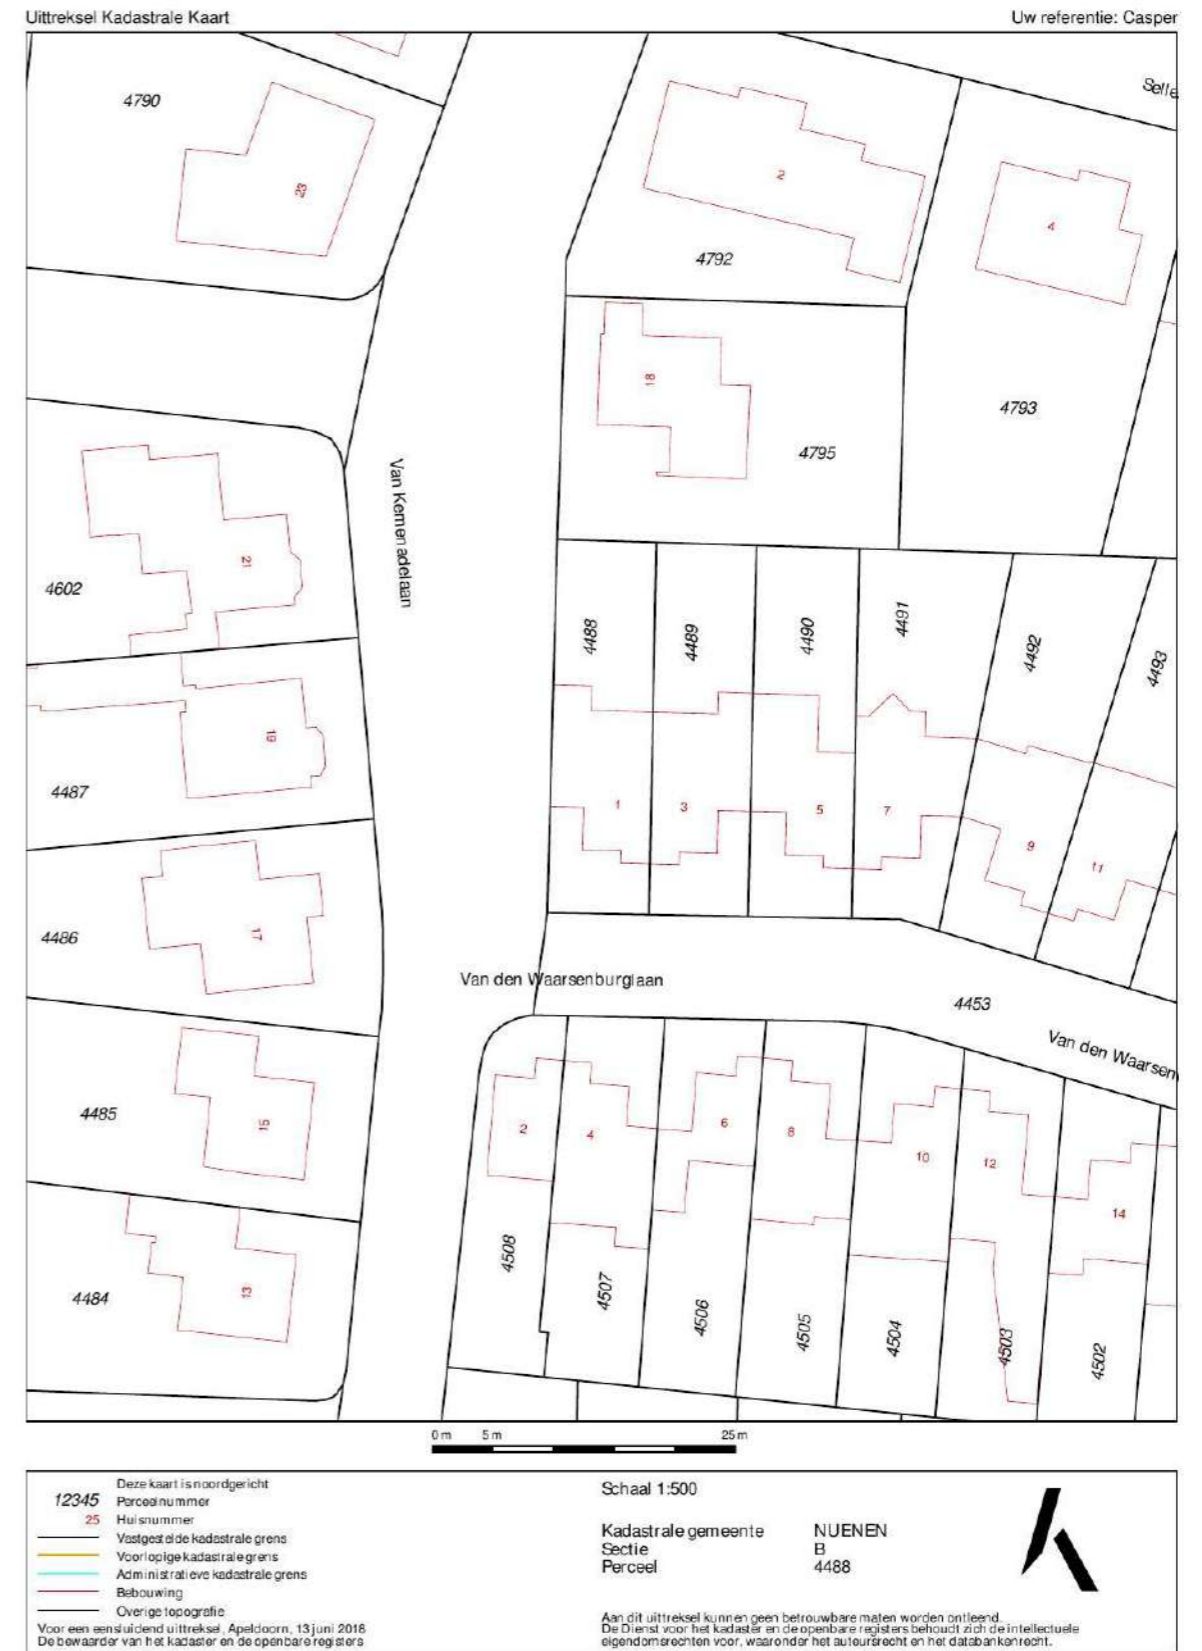 Uittreksel Kadastrale Kaart
Uw referentie: Casper
Selle
4790
23
2
4
4792
18
4793
4795
Van Kemenadelaan
21
4602
4488
4489
4490
4491
4492
4493
19
4487
1
3
5
7
9
11
17
4486
Van den Waarsenburglaan
4453
Van den Waarsen
15
4485
2
4
6
8
10
12
14
13
4484
4508
4507
4506
4505
4504
4503
4502
0 m 5 m 25 m
Deze kaart is noordgericht
12345 Perceelnummer
25 Huisnummer
Vastgestelde kadastrale grens
Voorlopige kadastrale grens
Administratieve kadastrale grens
Bebouwing
Overige topografie
Voor een eensluidend uittreksel, Apeldoorn, 13 juni 2018
De bewaarder van het kadaster en de openbare registers
Schaal 1:500
Kadastrale gemeente NUENEN
Sectie B
Perceel 4488
Aan dit uittreksel kunnen geen betrouwbare maten worden ontleend.
De Dienst voor het kadaster en de openbare registers behoudt zich de intellectuele
eigendomsrechten voor, waaronder het auteursrecht en het databankenrecht.